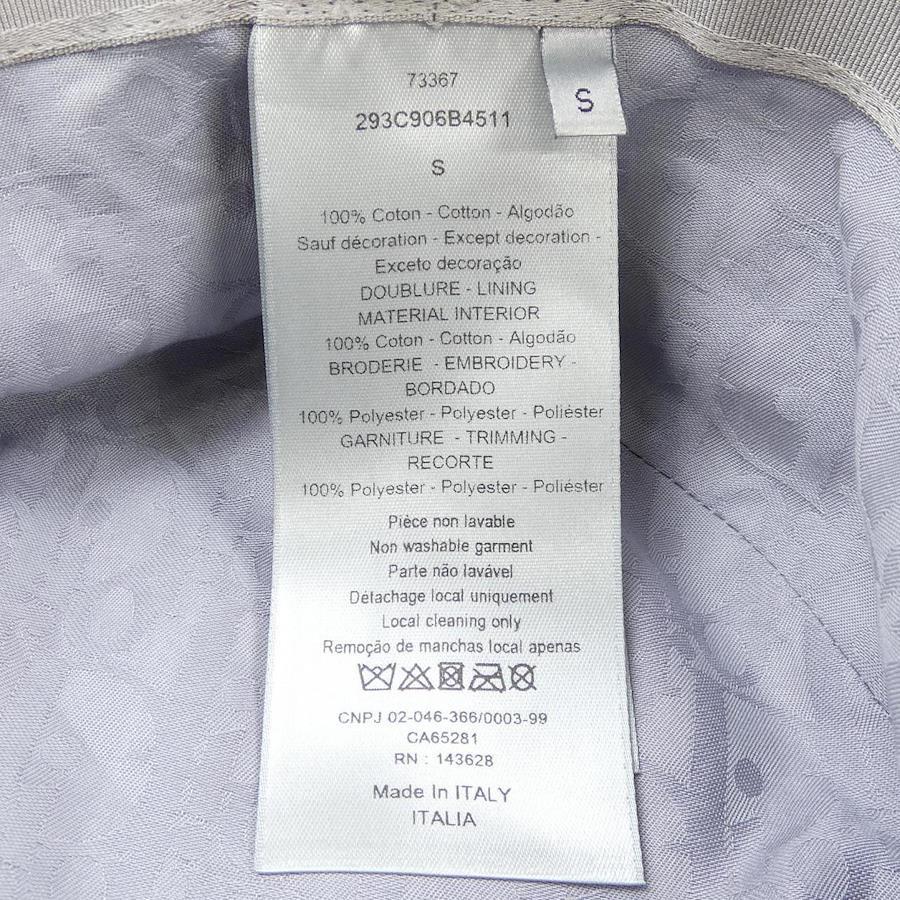 73367
293C906B4511
S
S
100% Coton - Cotton - Algodão
Sauf décoration - Except decoration -
Exceto decoração
DOUBLURE - LINING
MATERIAL INTERIOR
100% Coton - Cotton - Algodão
BRODERIE - EMBROIDERY -
BORDADO
100% Polyester - Polyester - Poliéster
GARNITURE - TRIMMING -
RECORTE
100% Polyester - Polyester - Poliéster
Pièce non lavable
Non washable garment
Parte não lavável
Détachage local uniquement
Local cleaning only
Remoção de manchas local apenas
CNPJ 02-046-366/0003-99
CA65281
RN : 143628
Made In ITALY
ITALIA